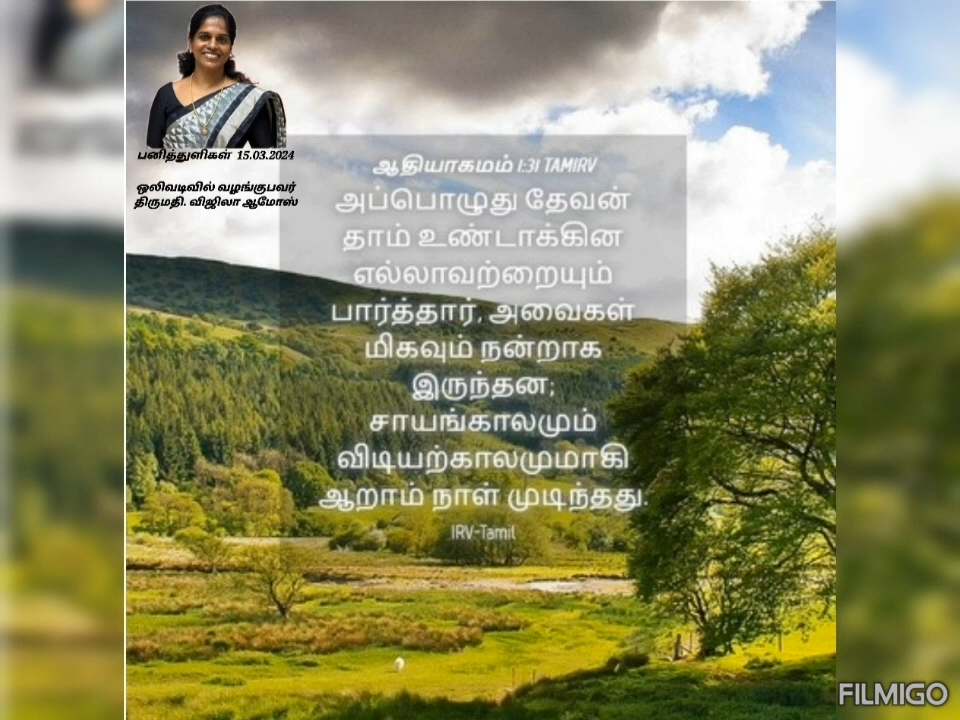 பனித்துளிகள் 15.03.2024
ஒலிவடிவில் வழங்குபவர்
திருமதி. விஜிலா ஆமோஸ்
ஆதியாகமம் 1:31 TAMIRV
அப்பொழுது தேவன்
தாம் உண்டாக்கின
எல்லாவற்றையும்
பார்த்தார், அவைகள்
மிகவும் நன்றாக
இருந்தன;
சாயங்காலமும்
விடியற்காலமுமாகி
ஆறாம் நாள் முடிந்தது.
IRV-Tamil
FILMIGO